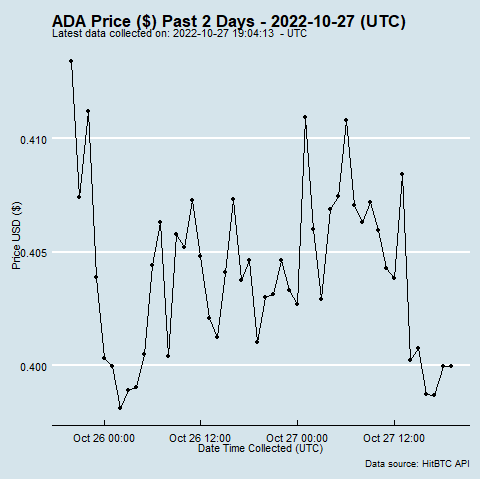 ADA Price ($) Past 2 Days - 2022-10-27 (UTC)
Latest data collected on: 2022-10-27 19:04:13  - UTC
0.410
0.405
0.400
Price USD ($)
Oct 26 00:00
Oct 26 12:00
Oct 27 00:00
Oct 27 12:00
Date Time Collected (UTC)
Data source: HitBTC API